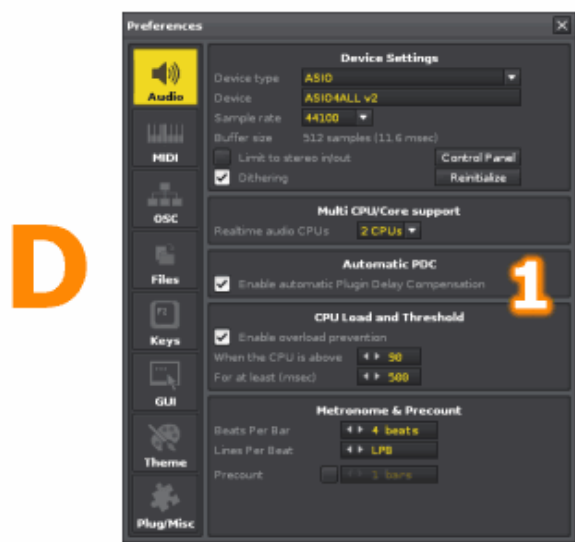 Preferences
D
Audio
MIDI
OSC
Files
Keys
GUI
Theme
Plug/Misc
Device Settings
Device type ASIO
Device ASIO4ALL v2
Sample rate 44100
Buffer size 512 samples (11.6 msec)
Limit to stereo in/out Control Panel
Dithering Reinitialize
Multi CPU/Core support
Realtime audio CPUs 2 CPUs
Automatic PDC
Enable automatic Plugin Delay Compensation
1
CPU Load and Threshold
Enable overload prevention
When the CPU is above 90
For at least (msec) 500
Metronome & Precount
Beats Per Bar 4 beats
Lines Per Beat LPB
Precount bars